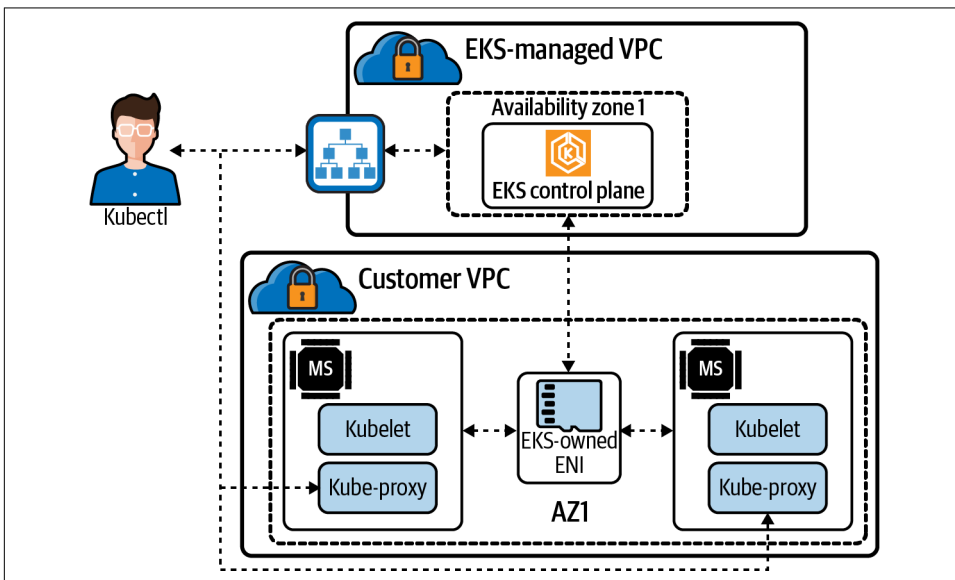 EKS-managed VPC
Availability zone 1
K
EKS control plane
Kubectl
Customer VPC
MS
Kubelet
Kube-proxy
EKS-owned
ENI
AZ1
MS
Kubelet
Kube-proxy